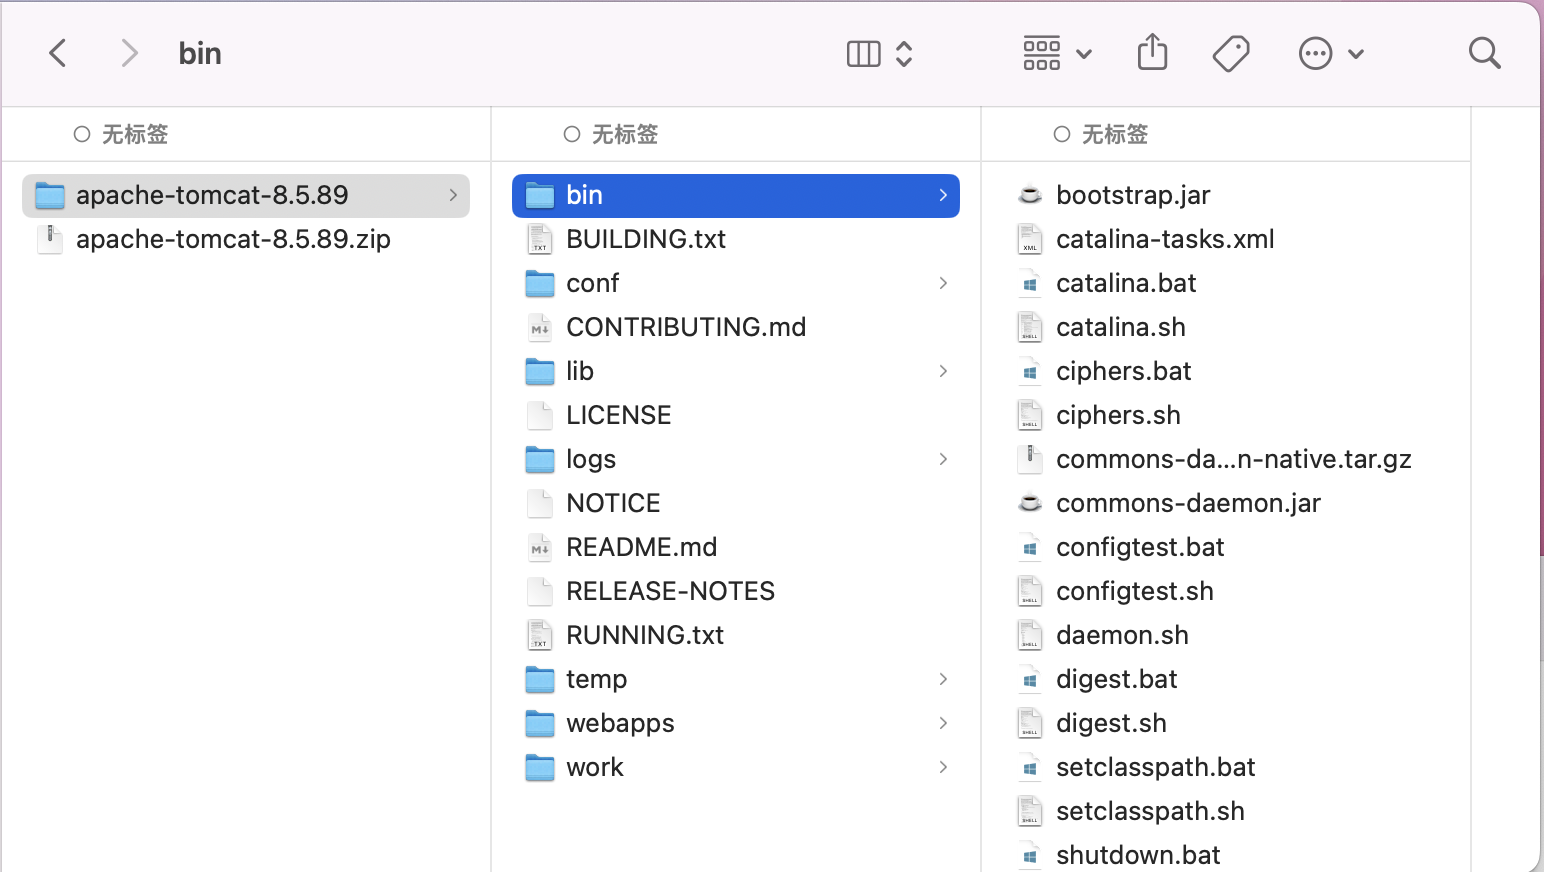 bin
无标签
apache-tomcat-8.5.89
apache-tomcat-8.5.89.zip
无标签
bin
BUILDING.txt
conf
CONTRIBUTING.md
lib
LICENSE
logs
NOTICE
README.md
RELEASE-NOTES
RUNNING.txt
temp
webapps
work
无标签
bootstrap.jar
catalina-tasks.xml
catalina.bat
catalina.sh
ciphers.bat
ciphers.sh
commons-da...n-native.tar.gz
commons-daemon.jar
configtest.bat
configtest.sh
daemon.sh
digest.bat
digest.sh
setclasspath.bat
setclasspath.sh
shutdown.bat